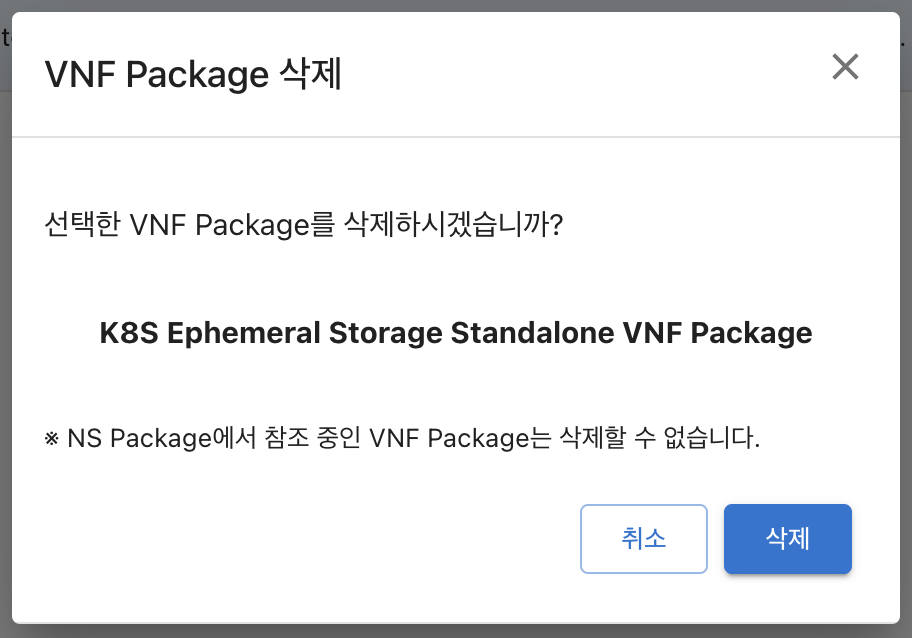 VNF Package 삭제
선택한 VNF Package를 삭제하시겠습니까?
K8S Ephemeral Storage Standalone VNF Package
※ NS Package에서 참조 중인 VNF Package는 삭제할 수 없습니다.
취소
삭제